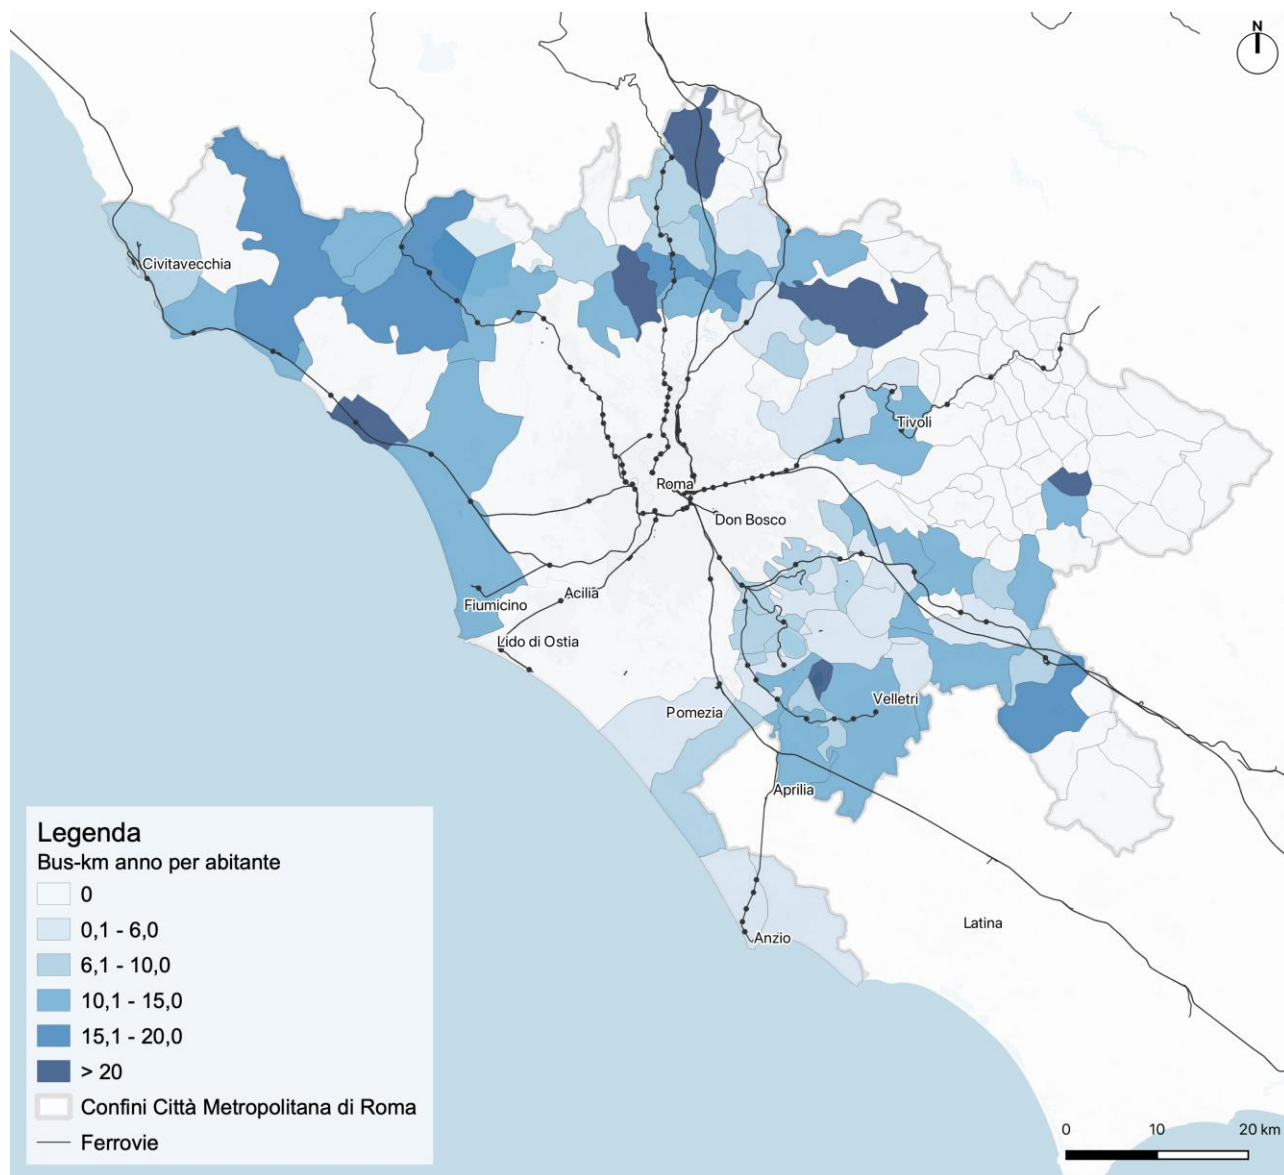 N
Civitavecchia
Tivoli
Roma
Don Bosco
Fiumicino
Acilia
Lido di Ostia
Pomezia
Velletri
Aprilia
Latina
Anzio
Legenda
Bus-km anno per abitante
0
0,1 - 6,0
6,1 - 10,0
10,1 - 15,0
15,1 - 20,0
> 20
Confini Città Metropolitana di Roma
Ferrovie
0 10 20 km